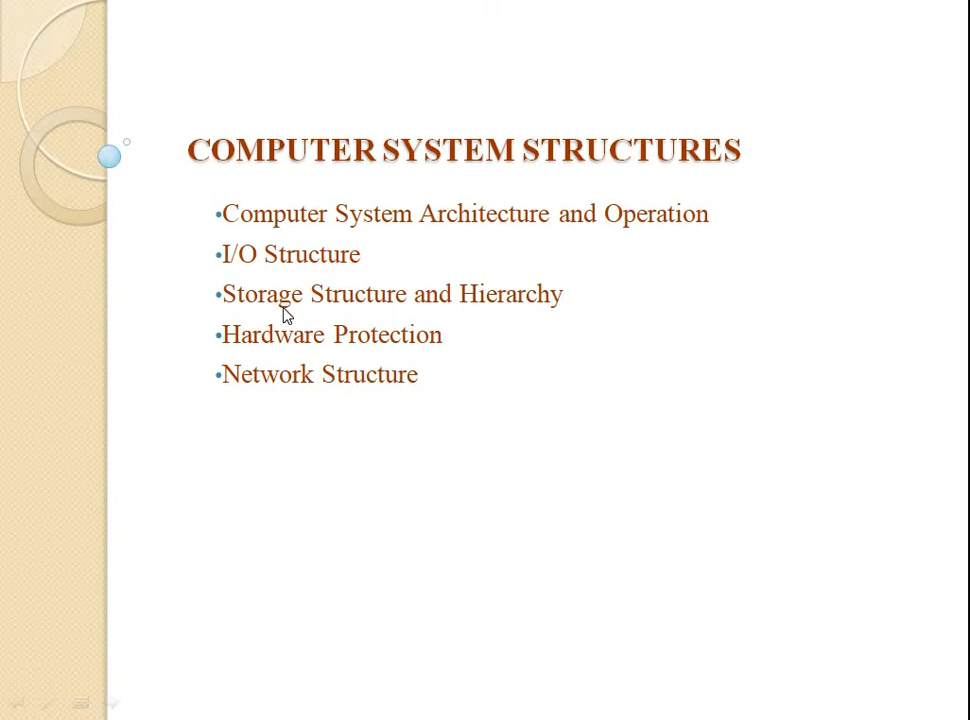 COMPUTER SYSTEM STRUCTURES
•Computer System Architecture and Operation
•I/O Structure
•Storage Structure and Hierarchy
•Hardware Protection
•Network Structure